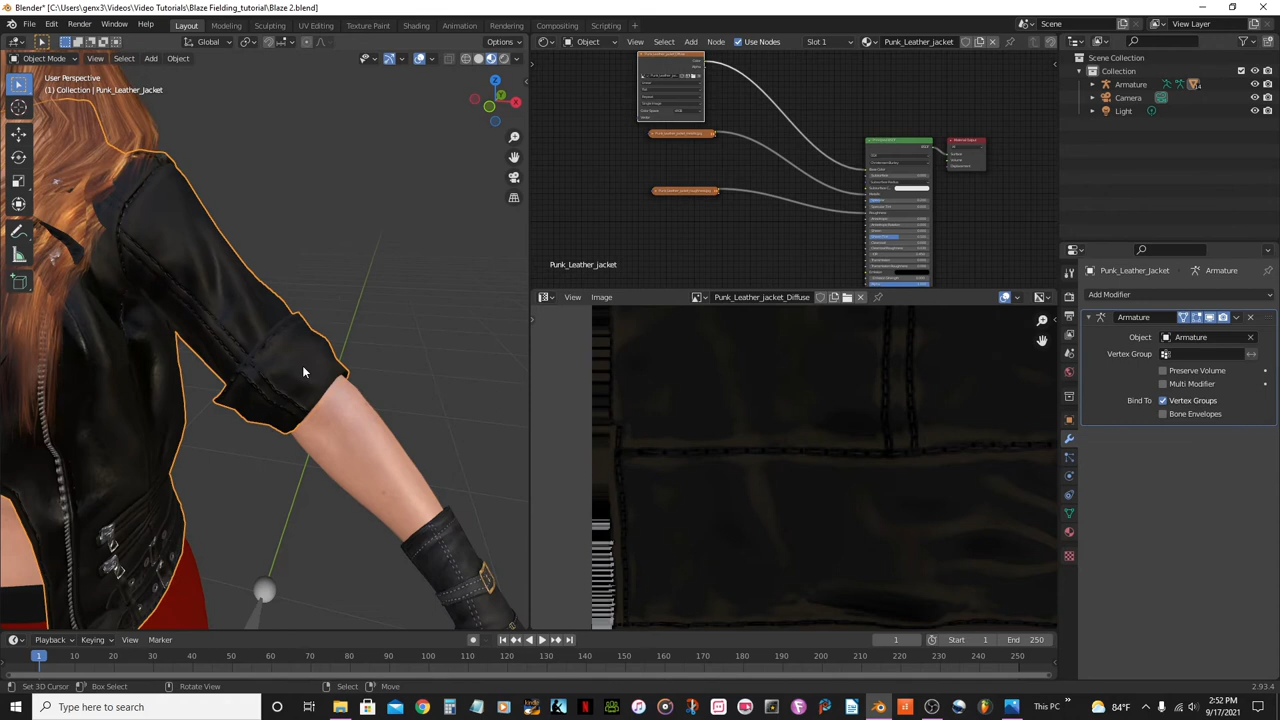 Blender* [C:\Users\genx3\Videos\Video Tutorials\Blaze Fielding_tutorial\Blaze 2.blend]
File Edit Render Window Help Layout Modeling Sculpting UV Editing Texture Paint Shading Animation Rendering Compositing Scripting Scene View Layer
Global Options Object View Select Add Node Use Nodes Slot 1 Punk_Leather_jacket
Object Mode View Select Add Object
User Perspective
(1) Collection | Punk_Leather_Jacket
Scene Collection
Collection
Armature
Camera
Light
Color
Alpha
Base Color
Roughness
Punk_Leather_jacket
View Image Punk_Leather_jacket_Diffuse
Punk_Leather_Jacket Armature
Add Modifier
Armature
Object Armature
Vertex Group
Preserve Volume
Multi Modifier
Bind To Vertex Groups
Bone Envelopes
Playback Keying View Marker 1 Start 1 End 250
1 10 20 30 40 50 60 70 80 90 100 110 120 130 140 150 160 170 180 190 200 210 220 230 240 250
Set 3D Cursor Box Select Rotate View Select Move 2.93.4
Type here to search
This PC
84°F
2:52 PM
9/17/2021